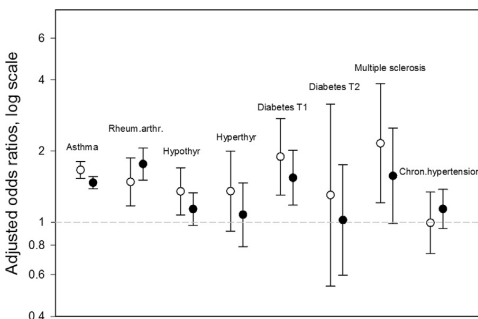 Adjusted odds ratios, log scale
6
4
2
1
0.8
0.6
0.4
Asthma
Rheum.arthr.
Hypothyr
Hyperthyr
Diabetes T1
Diabetes T2
Multiple sclerosis
Chron.hypertension